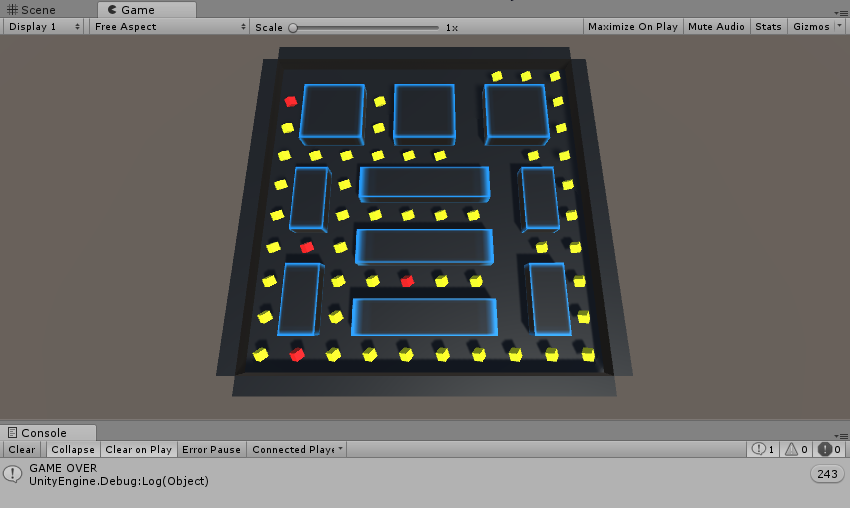 Scene
Game
Display 1
Free Aspect
Scale
1x
Maximize On Play
Mute Audio
Stats
Gizmos
Console
Clear
Collapse
Clear on Play
Error Pause
Connected Playe
1
0
0
GAME OVER
UnityEngine.Debug:Log(Object)
243